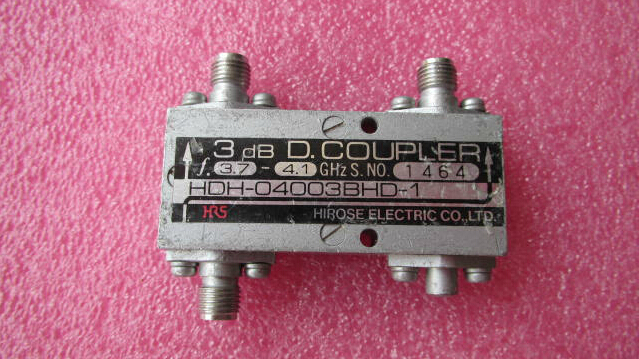 3 dB D.COUPLER
f. 3.7 - 4.1 GHz S.NO. 1464
HDH-04003BHD-1
HRS HIROSE ELECTRIC CO.,LTD.